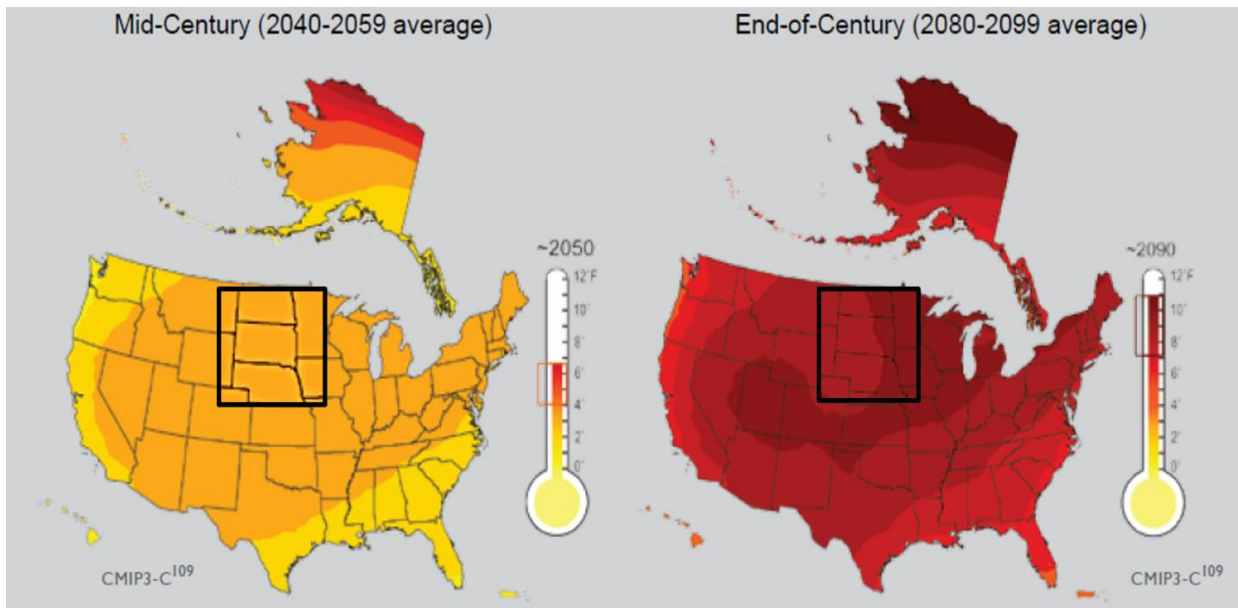 Mid-Century (2040-2059 average)
End-of-Century (2080-2099 average)
~2050
12°F
10°
8°
6°
4°
2°
0°
~2090
12°F
10°
8°
6°
4°
2°
0°
CMIP3-C109
CMIP3-C109